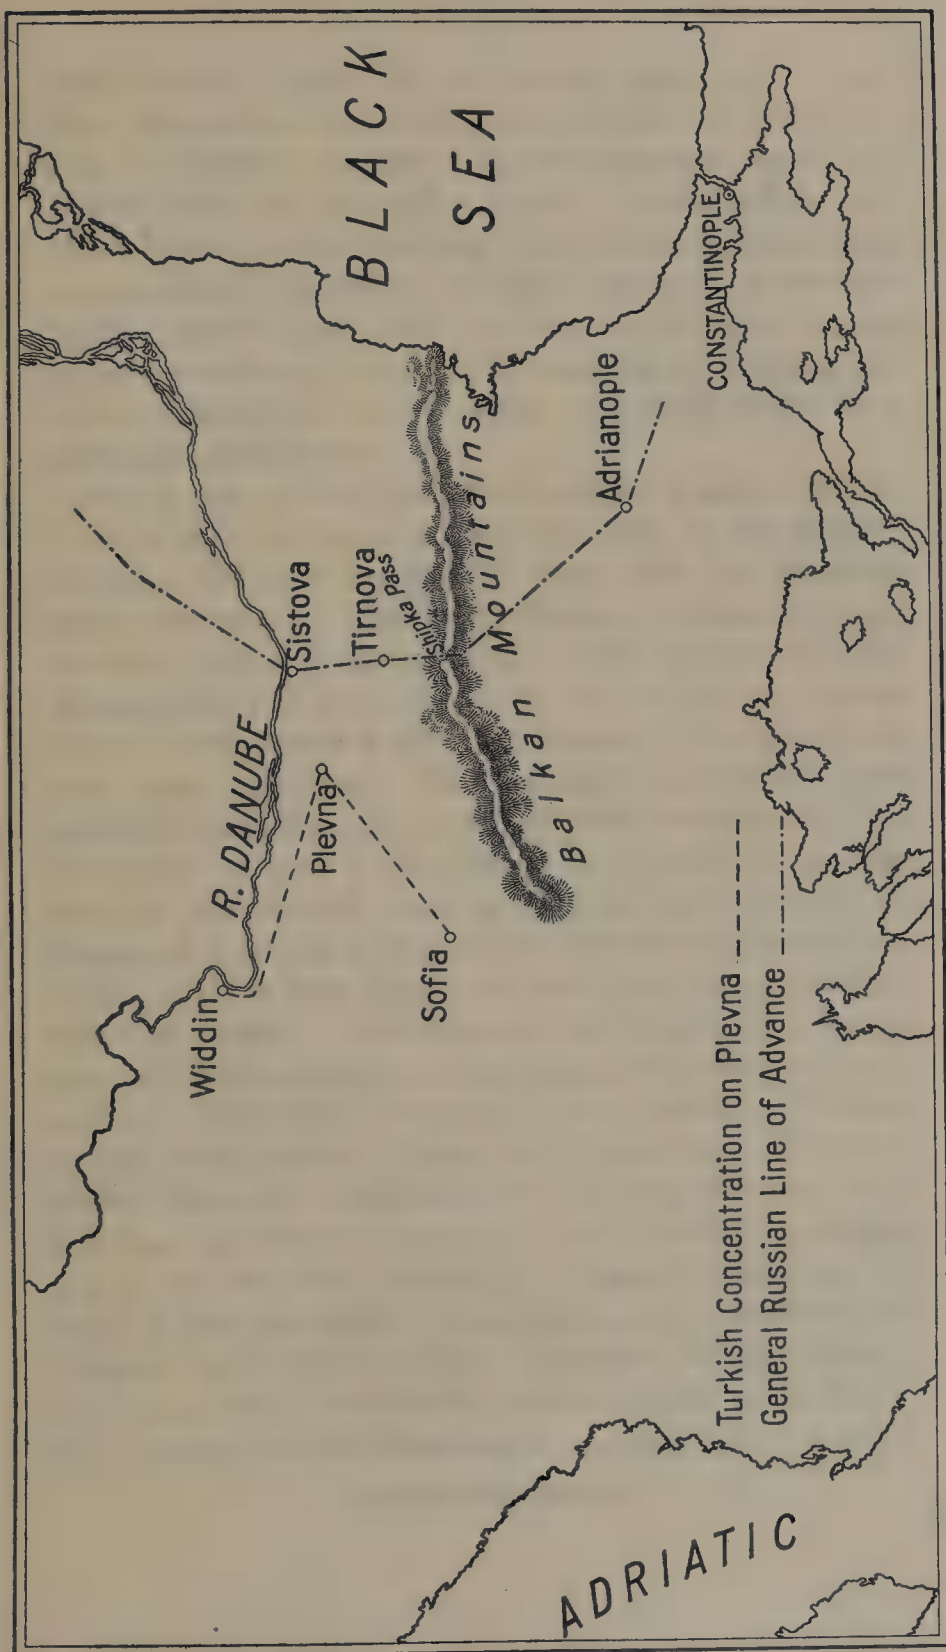 BLACK
SEA
R. DANUBE
Widdin
Sistova
Plevna
Tirnova
Shipka Pass
Sofia
Balkan Mountains
Adrianople
CONSTANTINOPLE
ADRIATIC
Turkish Concentration on Plevna
General Russian Line of Advance